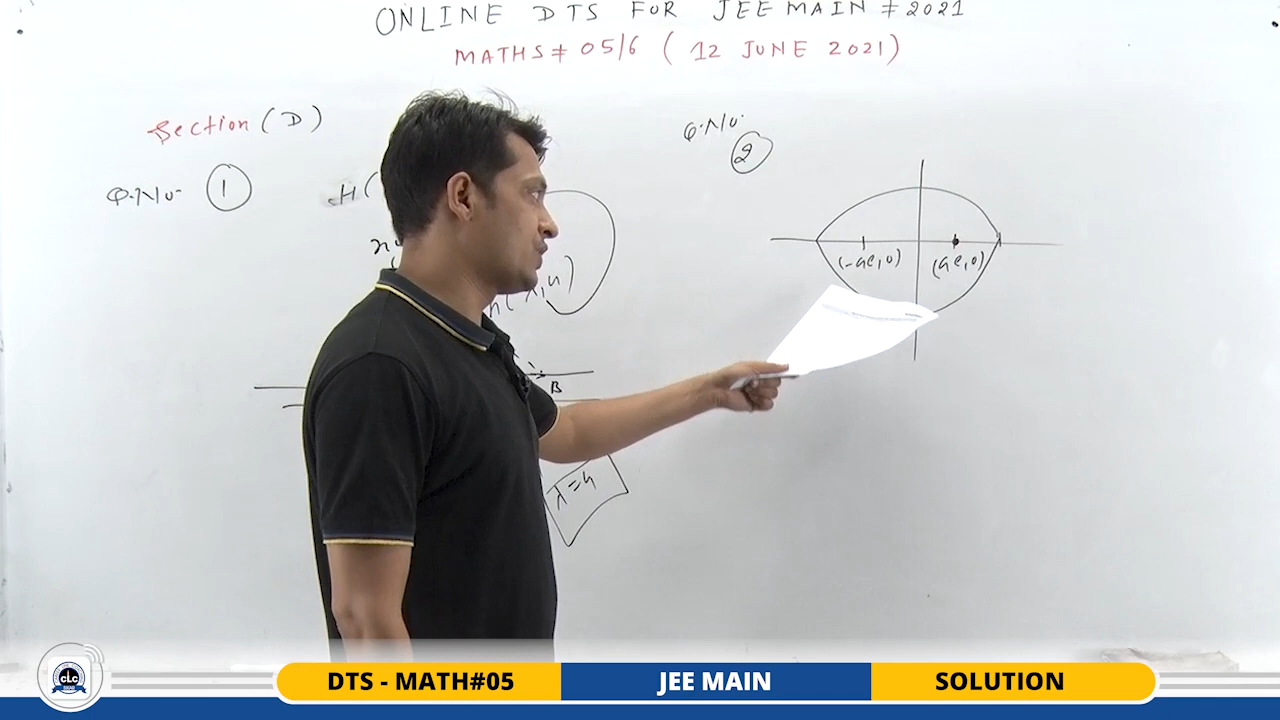 ONLINE DTS FOR JEE MAIN # 2021
MATHS # 05/6 ( 12 JUNE 2021 )
Section (D)
Q.No. 1
H (
Q.No. 2
(-ae,0) (ae,0)
B
CLC
DTS - MATH#05
JEE MAIN
SOLUTION